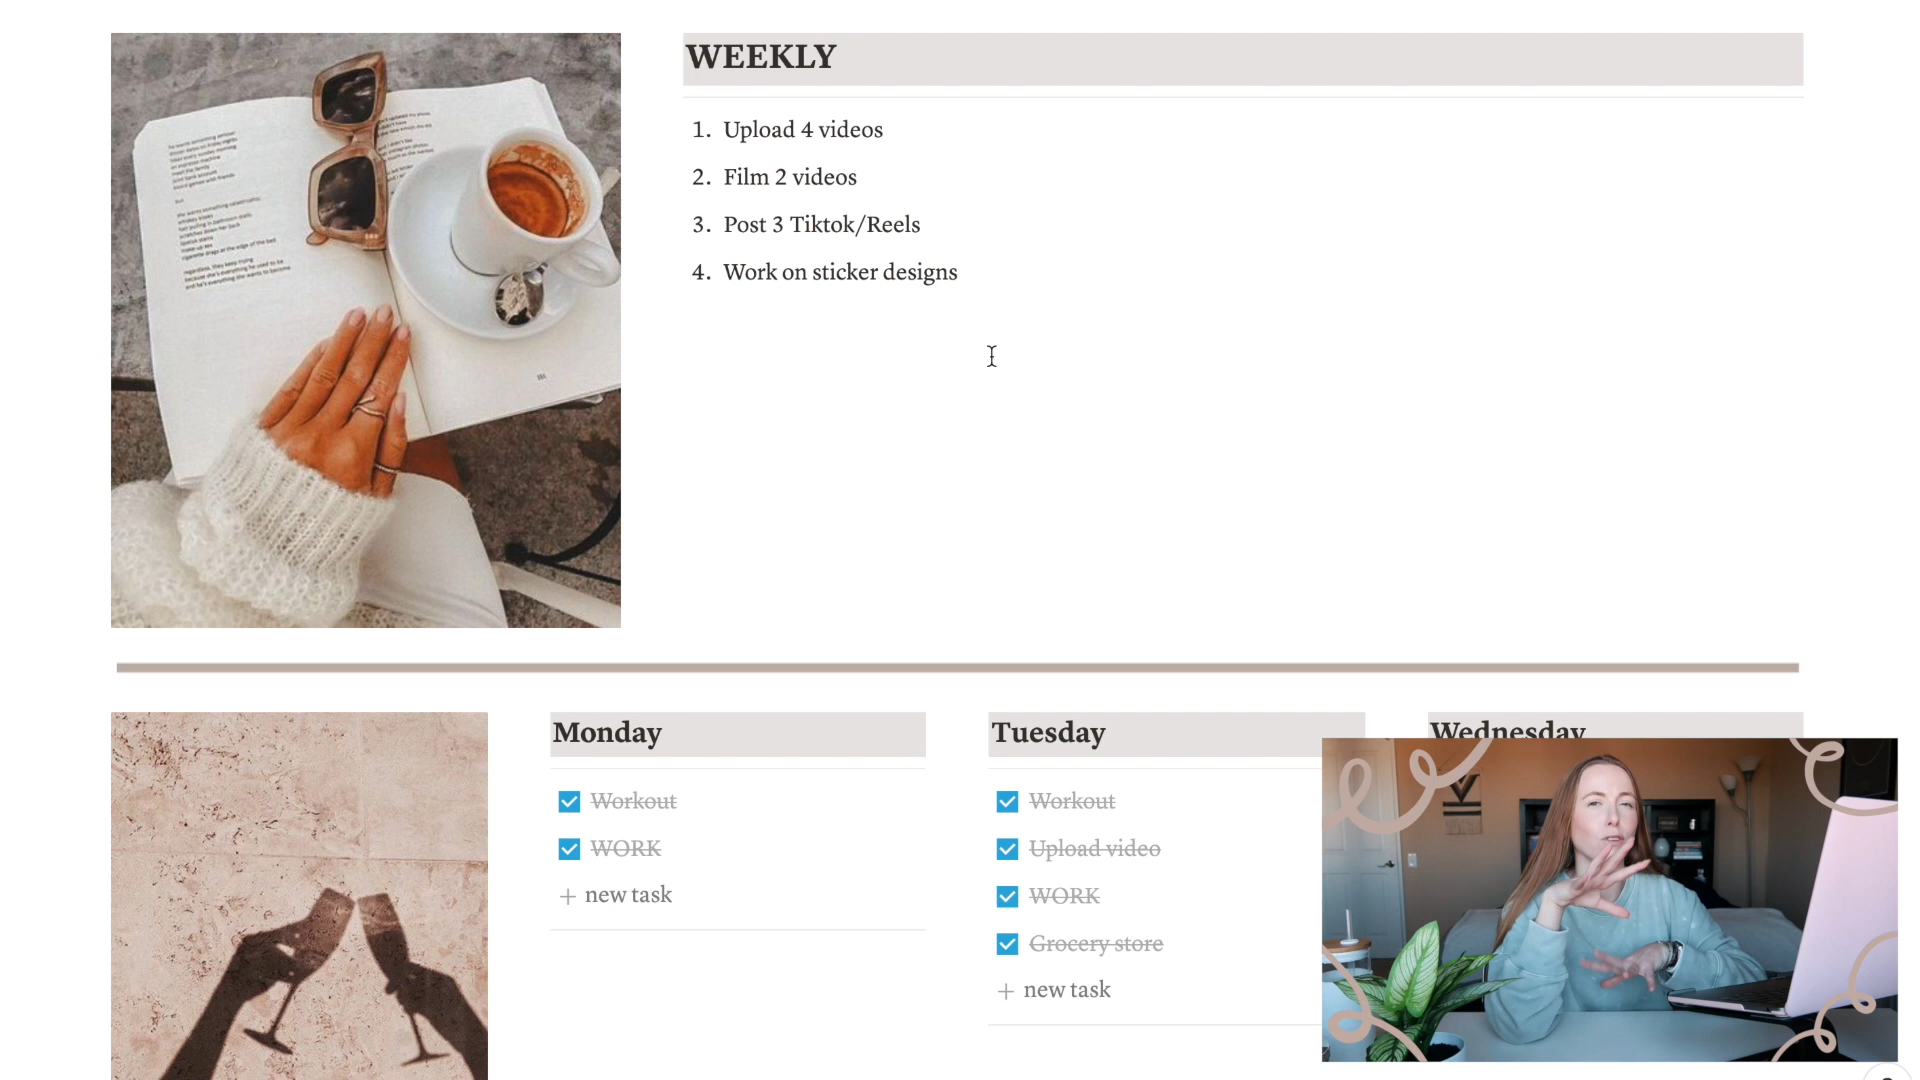 WEEKLY
1. Upload 4 videos
2. Film 2 videos
3. Post 3 Tiktok/Reels
4. Work on sticker designs
Monday
Workout
WORK
+ new task
Tuesday
Workout
Upload video
WORK
Grocery store
+ new task
Wednesday